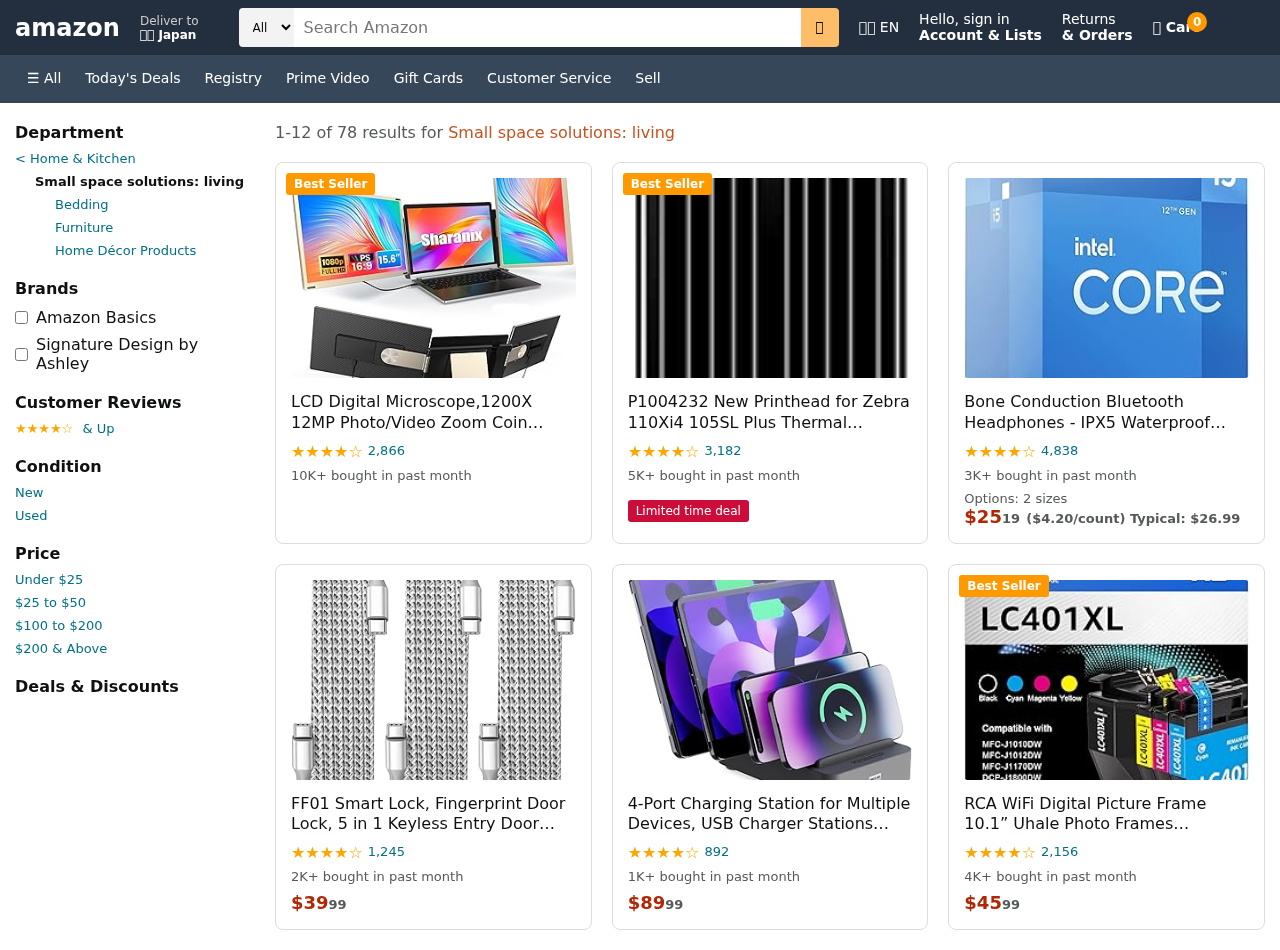 amazon
Deliver to
Japan
All
Search Amazon
EN
Hello, sign in
Account & Lists
Returns
& Orders
0
☰ All
Today's Deals
Registry
Prime Video
Gift Cards
Customer Service
Sell
Department
< Home & Kitchen
Small space solutions: living
Bedding
Furniture
Home Décor Products
Brands
Amazon Basics
Signature Design by
Ashley
Customer Reviews
★★★★☆ & Up
Condition
New
Used
Price
Under $25
$25 to $50
$100 to $200
$200 & Above
Deals & Discounts
1-12 of 78 results for Small space solutions: living
Best Seller
Sharanix
1080p
FULL HD
IPS
16:9
15.6"
LCD Digital Microscope,1200X
12MP Photo/Video Zoom Coin...
★★★★☆ 2,866
10K+ bought in past month
Best Seller
P1004232 New Printhead for Zebra
110Xi4 105SL Plus Thermal...
★★★★☆ 3,182
5K+ bought in past month
Limited time deal
i5
i5
12TH GEN
intel.
CORE™
Bone Conduction Bluetooth
Headphones - IPX5 Waterproof...
★★★★☆ 4,838
3K+ bought in past month
Options: 2 sizes
$25 19 ($4.20/count) Typical: $26.99
FF01 Smart Lock, Fingerprint Door
Lock, 5 in 1 Keyless Entry Door...
★★★★☆ 1,245
2K+ bought in past month
$39 99
4-Port Charging Station for Multiple
Devices, USB Charger Stations...
★★★★☆ 892
1K+ bought in past month
$89 99
Best Seller
LC401XL
Black Cyan Magenta Yellow
Compatible with
MFC-J1010DW
MFC-J1012DW
MFC-J1170DW
DCP-J1800DW
LC401XL
LC401XL
LC401XL
LC401XL
Cyan
LC401
RCA WiFi Digital Picture Frame
10.1” Uhale Photo Frames...
★★★★☆ 2,156
4K+ bought in past month
$45 99